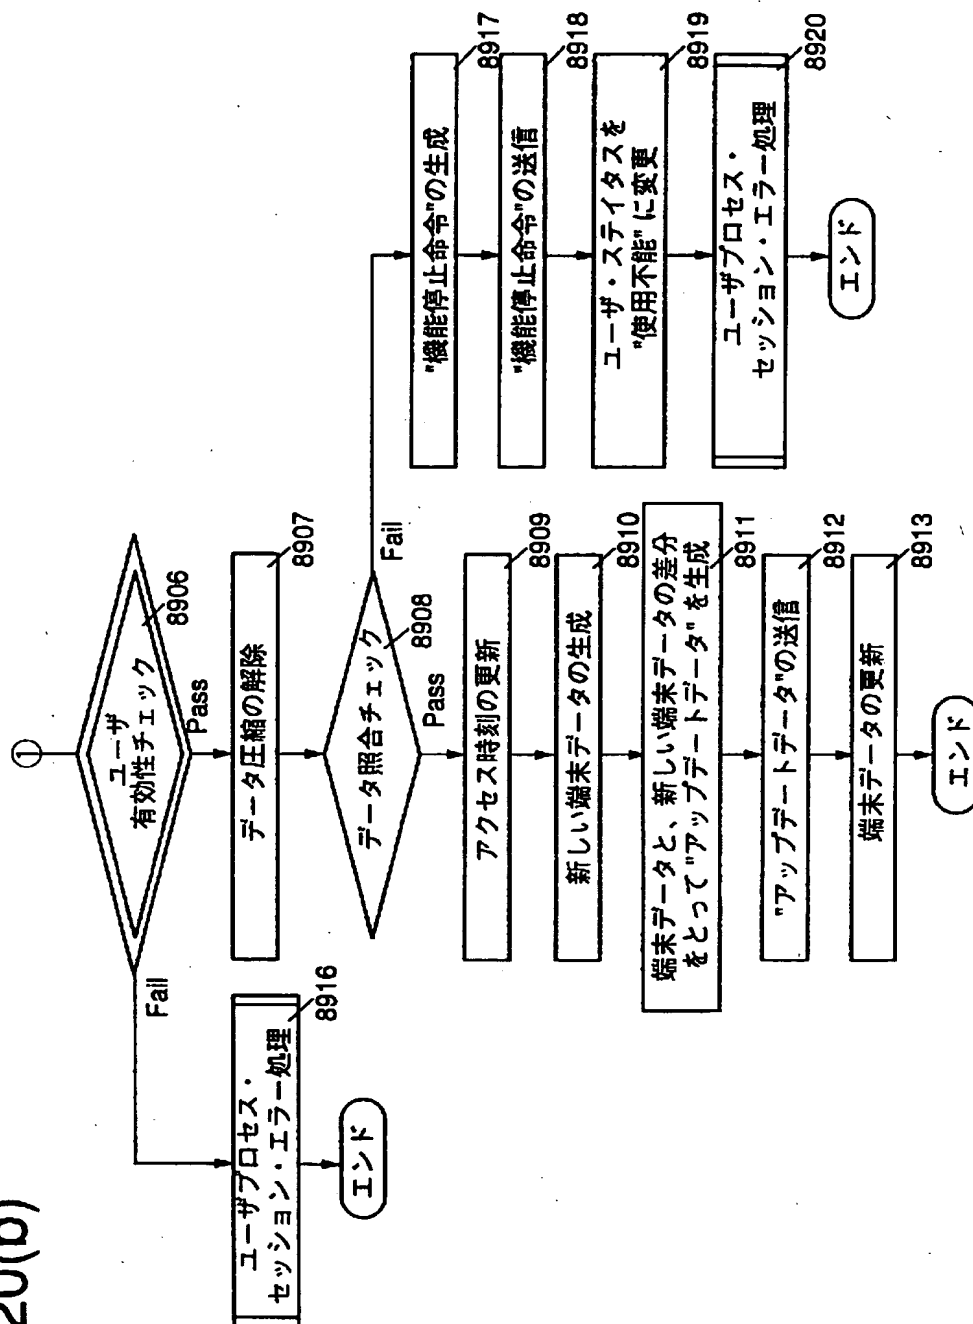 20(b)
①
ユーザ
有効性チェック
8906
Fail
Pass
ユーザプロセス・
セッション・エラー処理
8916
エンド
データ圧縮の解除
8907
データ照合チェック
8908
Fail
Pass
アクセス時刻の更新
8909
新しい端末データの生成
8910
端末データと、新しい端末データの差分
をとって"アップデートデータ"を生成
8911
"アップデートデータ"の送信
8912
端末データの更新
8913
エンド
"機能停止命令"の生成
8917
"機能停止命令"の送信
8918
ユーザ・ステイタスを
"使用不能"に変更
8919
ユーザプロセス・
セッション・エラー処理
8920
エンド